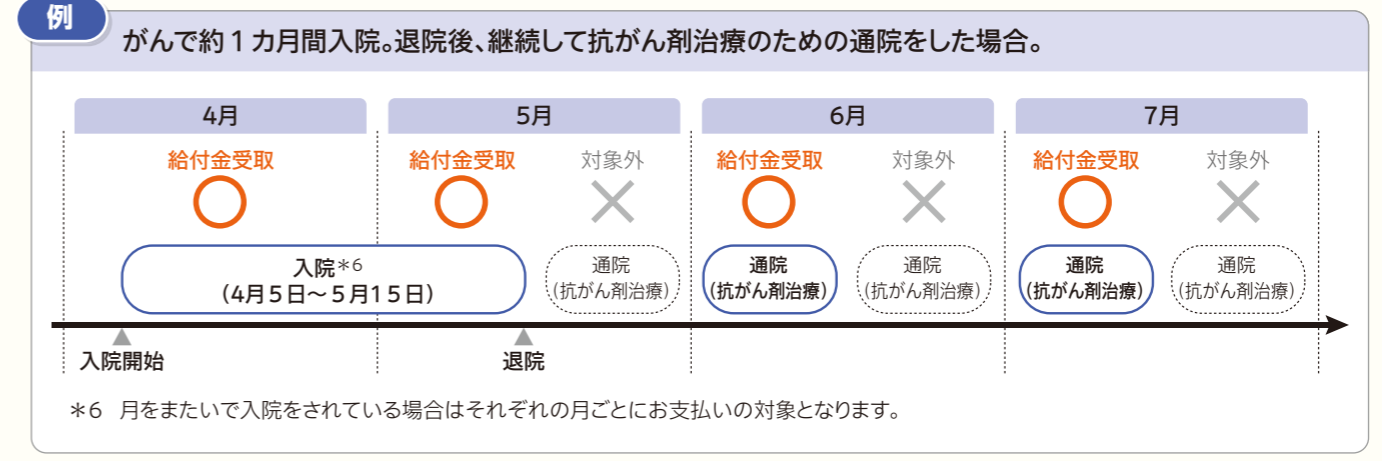 例
がんで約1カ月間入院。退院後、継続して抗がん剤治療のための通院をした場合。
4月
5月
6月
7月
給付金受取
給付金受取
対象外
給付金受取
対象外
給付金受取
対象外
入院＊6
(4月5日～5月15日)
通院
(抗がん剤治療)
通院
(抗がん剤治療)
通院
(抗がん剤治療)
通院
(抗がん剤治療)
通院
(抗がん剤治療)
入院開始
退院
＊6 月をまたいで入院をされている場合はそれぞれの月ごとにお支払いの対象となります。